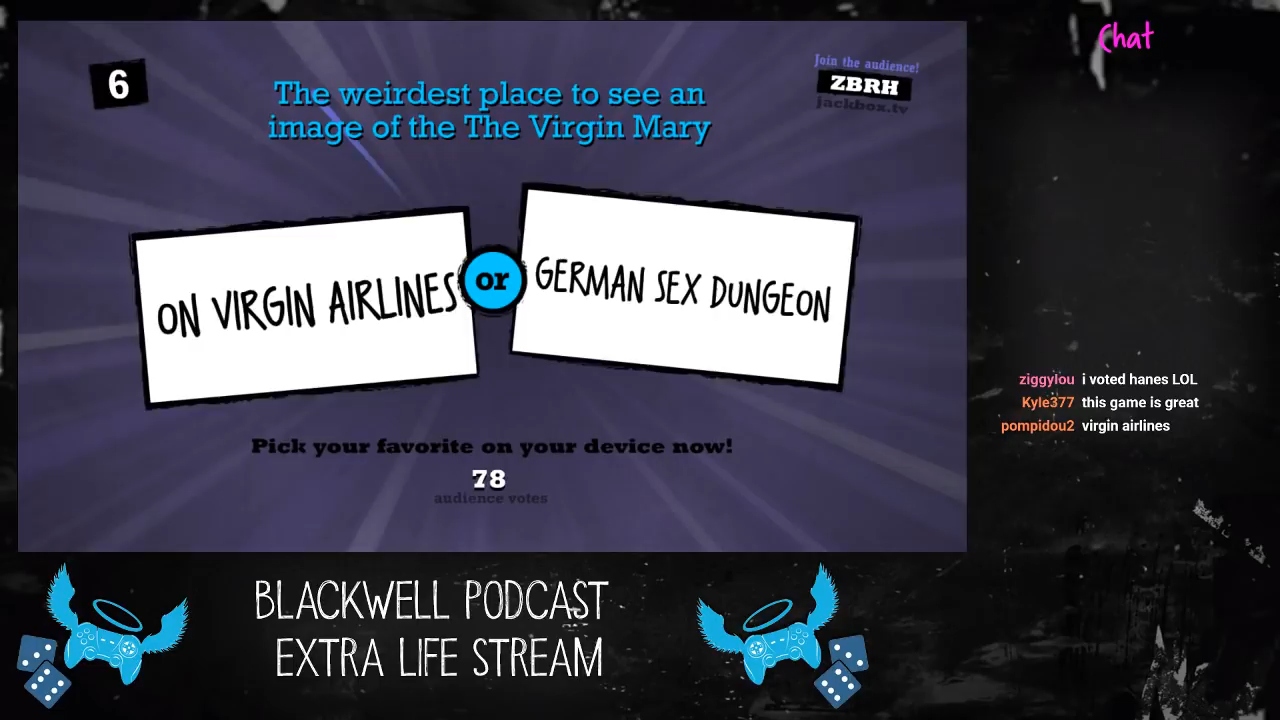 6
The weirdest place to see an
image of the The Virgin Mary
Join the audience!
ZBRH
jackbox.tv
ON VIRGIN AIRLINES
or
GERMAN SEX DUNGEON
Pick your favorite on your device now!
78
audience votes
Chat
ziggylou i voted hanes LOL
Kyle377 this game is great
pompidou2 virgin airlines
BLACKWELL PODCAST
EXTRA LIFE STREAM